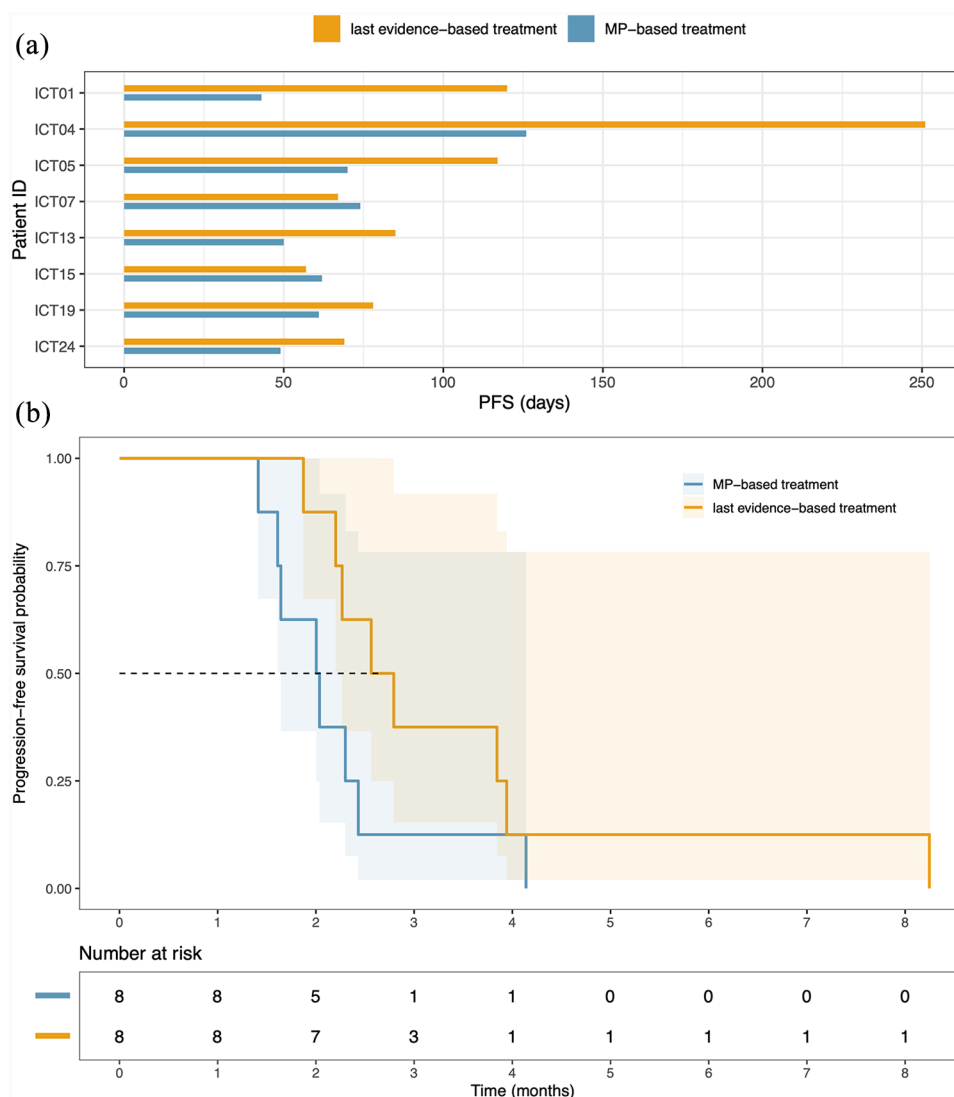 (a)
last evidence-based treatment MP-based treatment
Patient ID
ICT01
ICT04
ICT05
ICT07
ICT13
ICT15
ICT19
ICT24
0 50 100 150 200 250
PFS (days)
(b)
Progression-free survival probability
1.00
0.75
0.50
0.25
0.00
MP-based treatment
last evidence-based treatment
0 1 2 3 4 5 6 7 8
Number at risk
8 8 5 1 1 0 0 0 0
8 8 7 3 1 1 1 1 1
0 1 2 3 4 5 6 7 8
Time (months)